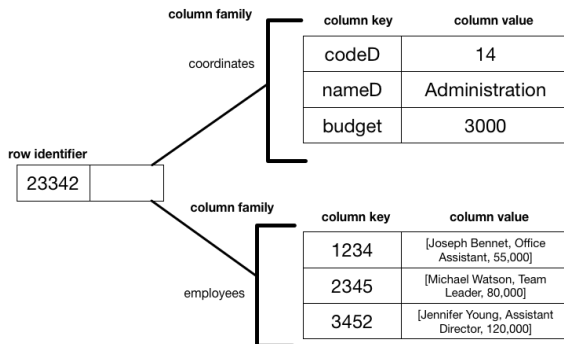 column family
column key column value
coordinates
codeD 14
nameD Administration
budget 3000
row identifier
23342
column family
column key column value
employees
1234 [Joseph Bennet, Office
Assistant, 55,000]
2345 [Michael Watson, Team
Leader, 80,000]
3452 [Jennifer Young, Assistant
Director, 120,000]